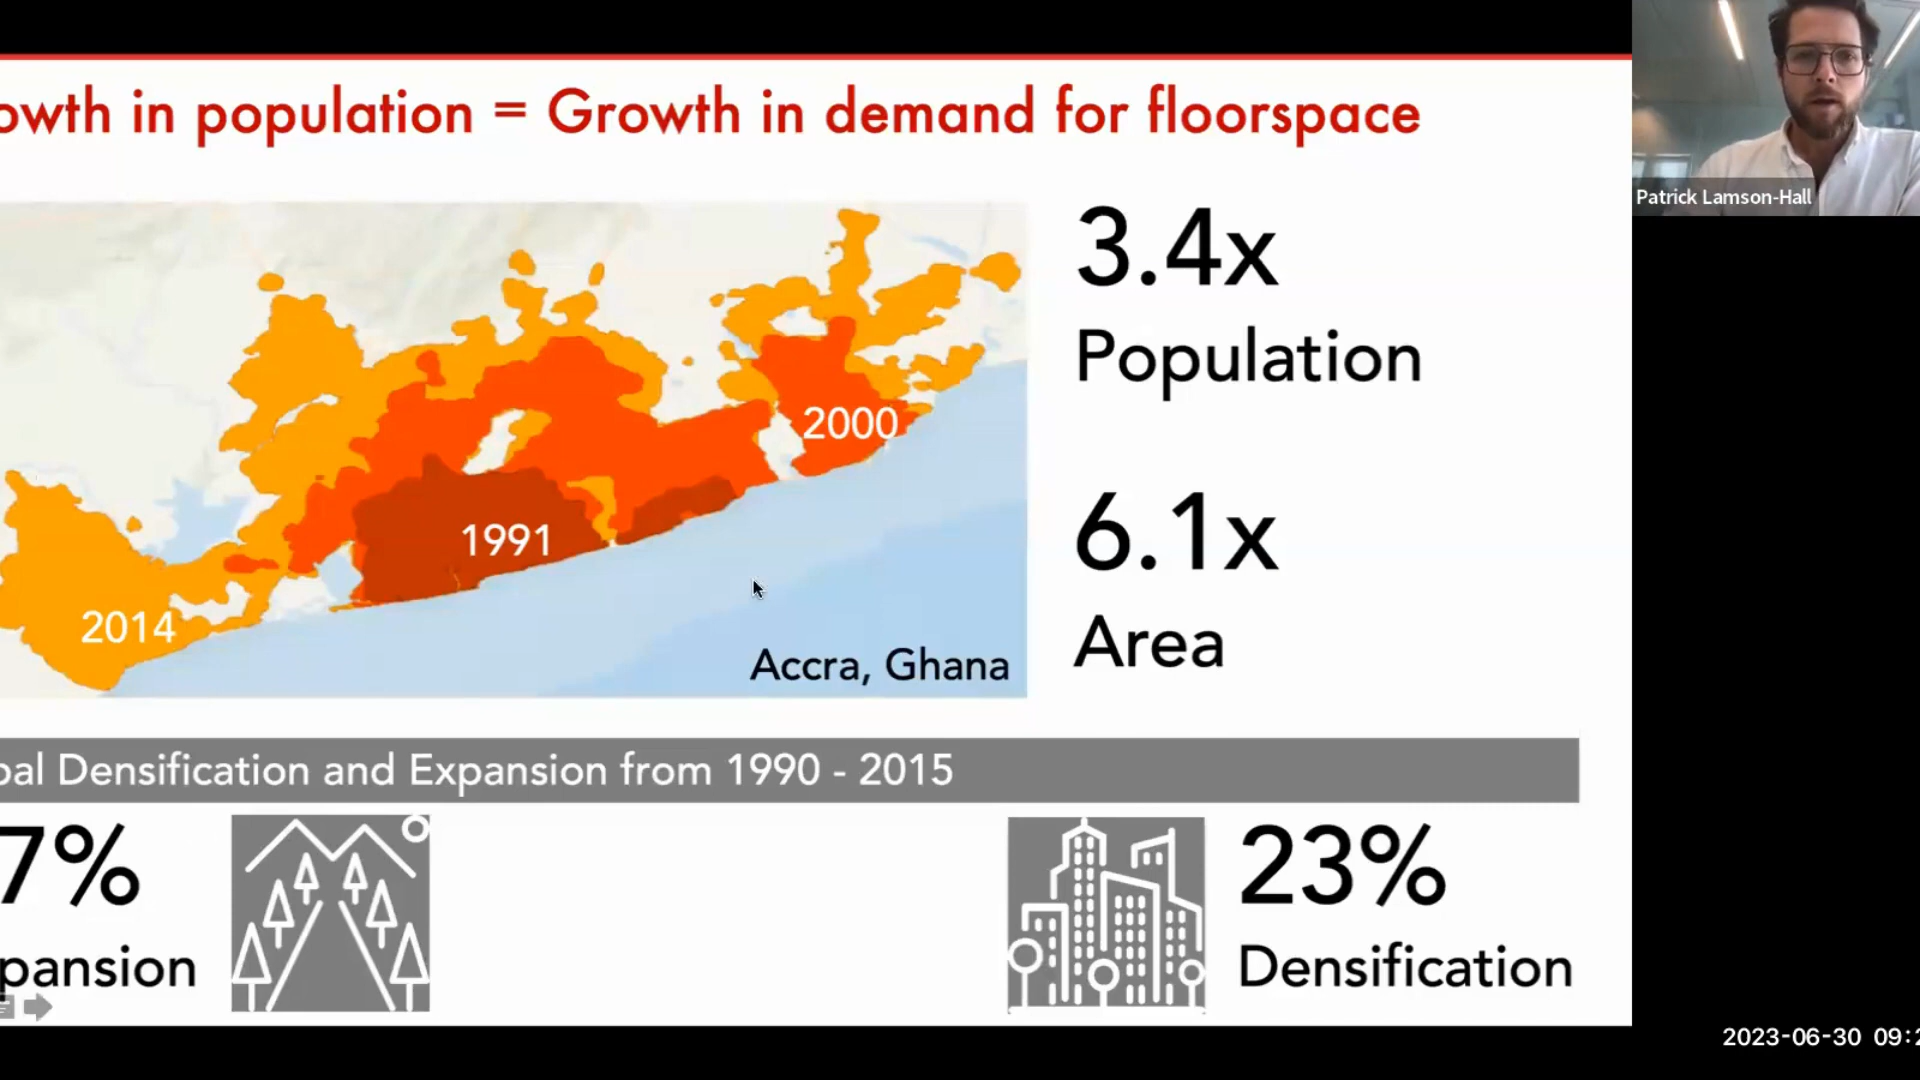 owth in population = Growth in demand for floorspace
Patrick Lamson-Hall
3.4x
Population
2000
1991
6.1x
2014
Area
Accra, Ghana
bal Densification and Expansion from 1990 - 2015
7%
23%
pansion
Densification
2023-06-30 09:2